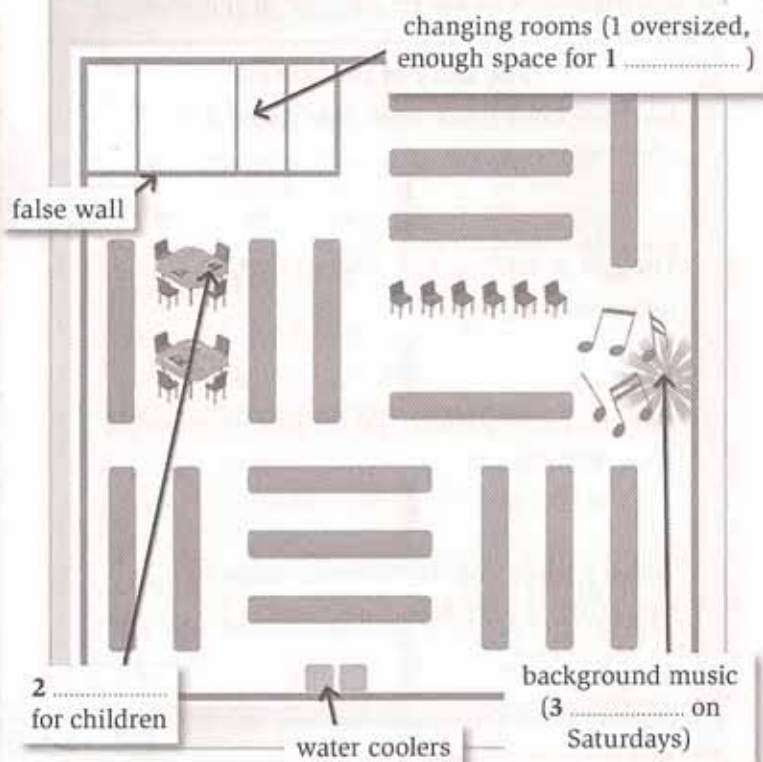 changing rooms (1 oversized,
enough space for 1 .................... )
false wall
2 ....................
for children
water coolers
background music
(3 .................... on
Saturdays)